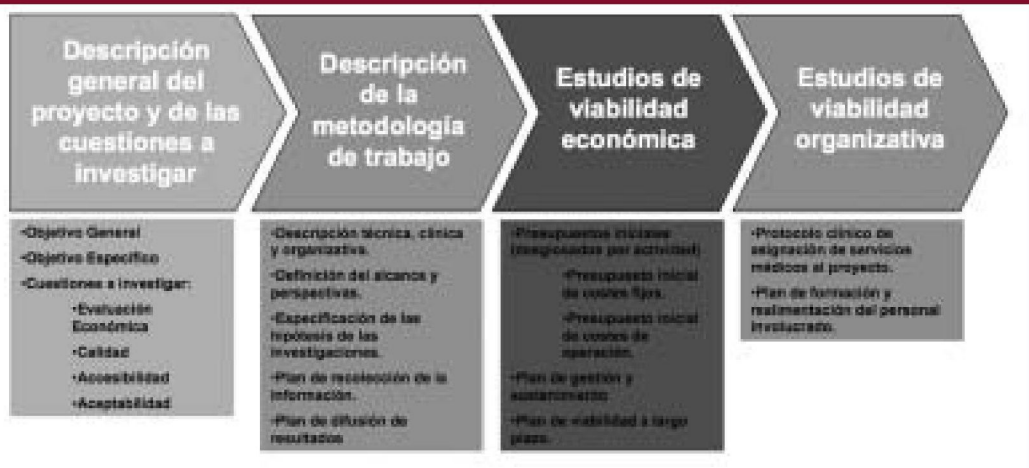 Descripción
general del
proyecto y de las
cuestiones a
investigar
•Objetivo General
•Objetivo Específico
•Cuestiones a investigar:
•Evaluación
Económica
•Calidad
•Accesibilidad
•Aceptabilidad
Descripción
de la
metodología
de trabajo
•Descripción técnica, clínica
y organizativa.
•Definición del alcance y
perspectivas.
•Especificación de las
hipótesis de las
investigaciones.
•Plan de recolección de la
información.
•Plan de difusión de
resultados
Estudios de
viabilidad
económica
•Presupuestos iniciales
(desglosados por actividad)
•Presupuesto inicial
de costes fijos.
•Presupuesto inicial
de costes de
operación.
•Plan de gestión y
sostenimiento
•Plan de viabilidad a largo
plazo.
Estudios de
viabilidad
organizativa
•Protocolo clínico de
asignación de servicios
médicos al proyecto.
•Plan de formación y
realimentación del personal
involucrado.